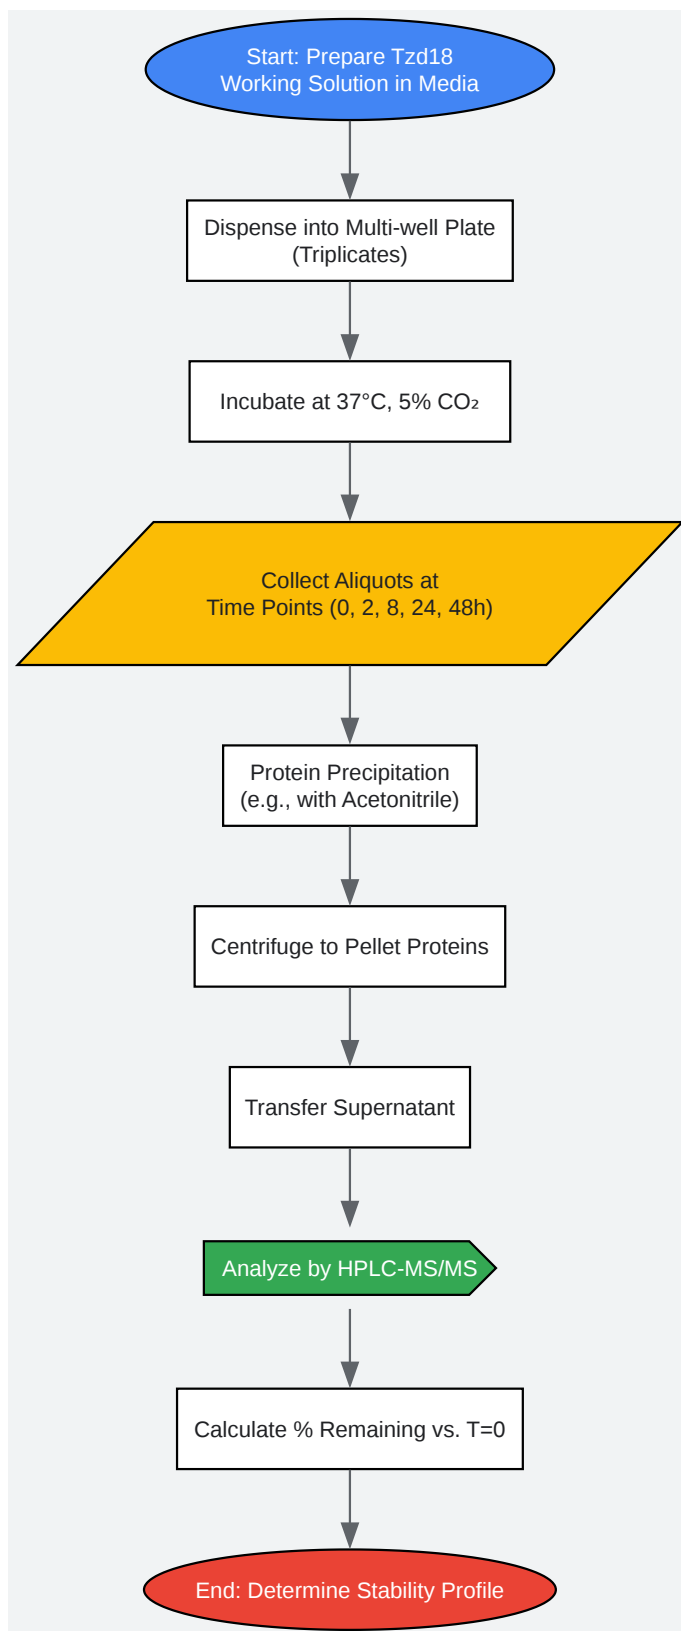 Start: Prepare Tzd18
Working Solution in Media
Dispense into Multi-well Plate
(Triplicates)
Incubate at 37°C, 5% CO₂
Collect Aliquots at
Time Points (0, 2, 8, 24, 48h)
Protein Precipitation
(e.g., with Acetonitrile)
Centrifuge to Pellet Proteins
Transfer Supernatant
Analyze by HPLC-MS/MS
Calculate % Remaining vs. T=0
End: Determine Stability Profile